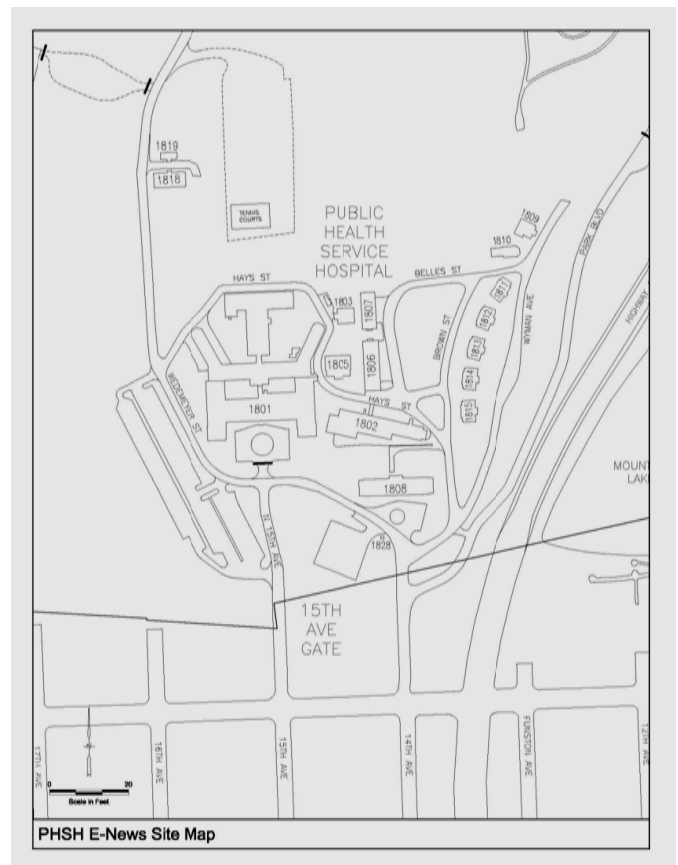 1819
1818
TENNIS
COURTS
PUBLIC
HEALTH
SERVICE
HOSPITAL
1809
1810
PARK BLVD
HAYS ST
BELLES ST
1803
1807
1811
HIGHWAY
1812
WYMAN AVE
BROWN ST
1813
1805
1806
1814
WEDEMEYER ST
1801
HAYS ST
1815
1802
MOUNT
LAK
1808
N 15TH AVE
1828
15TH
AVE
GATE
17TH AVE
16TH AVE
15TH AVE
14TH AVE
FUNSTON AVE
12TH AVE
0 20
Scale in Feet
PHSH E-News Site Map